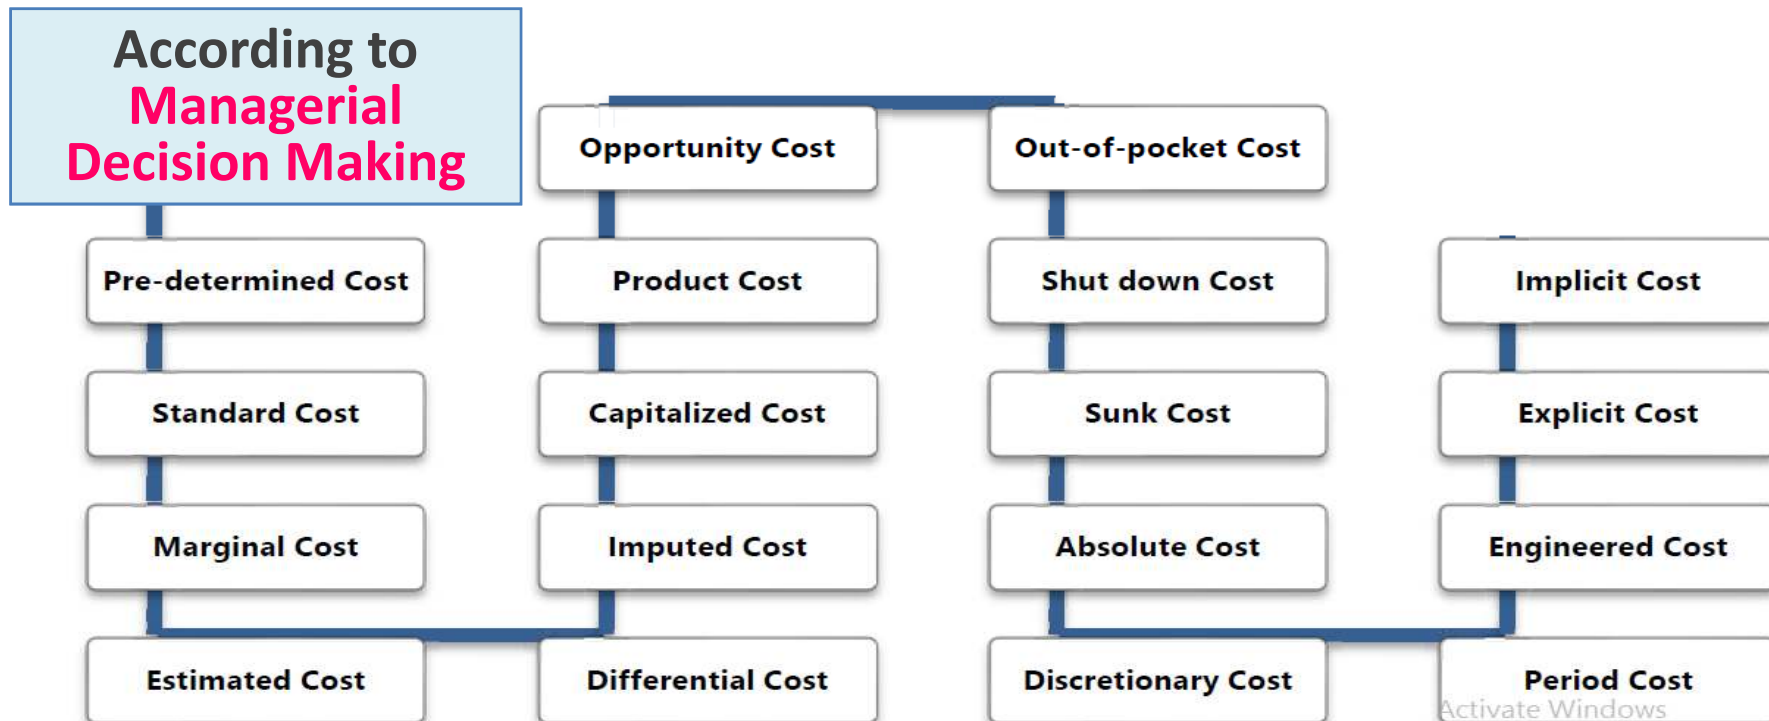 According to
Managerial
Decision Making
Opportunity Cost
Out-of-pocket Cost
Pre-determined Cost
Product Cost
Shut down Cost
Implicit Cost
Standard Cost
Capitalized Cost
Sunk Cost
Explicit Cost
Marginal Cost
Imputed Cost
Absolute Cost
Engineered Cost
Estimated Cost
Differential Cost
Discretionary Cost
Period Cost
Activate Windows